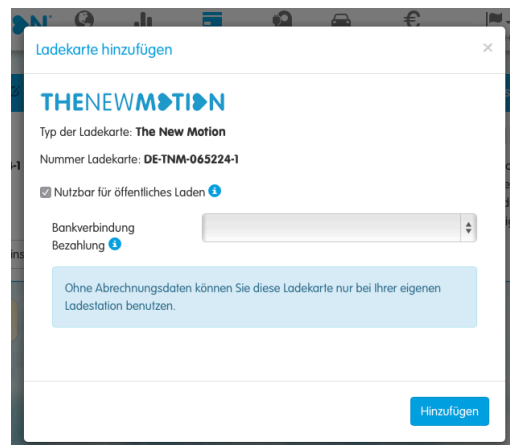 Ladekarte hinzufügen
×
THENEWMOTION
Typ der Ladekarte: The New Motion
Nummer Ladekarte: DE-TNM-065224-1
Nutzbar für öffentliches Laden
Bankverbindung
Bezahlung
Ohne Abrechnungsdaten können Sie diese Ladekarte nur bei Ihrer eigenen
Ladestation benutzen.
Hinzufügen